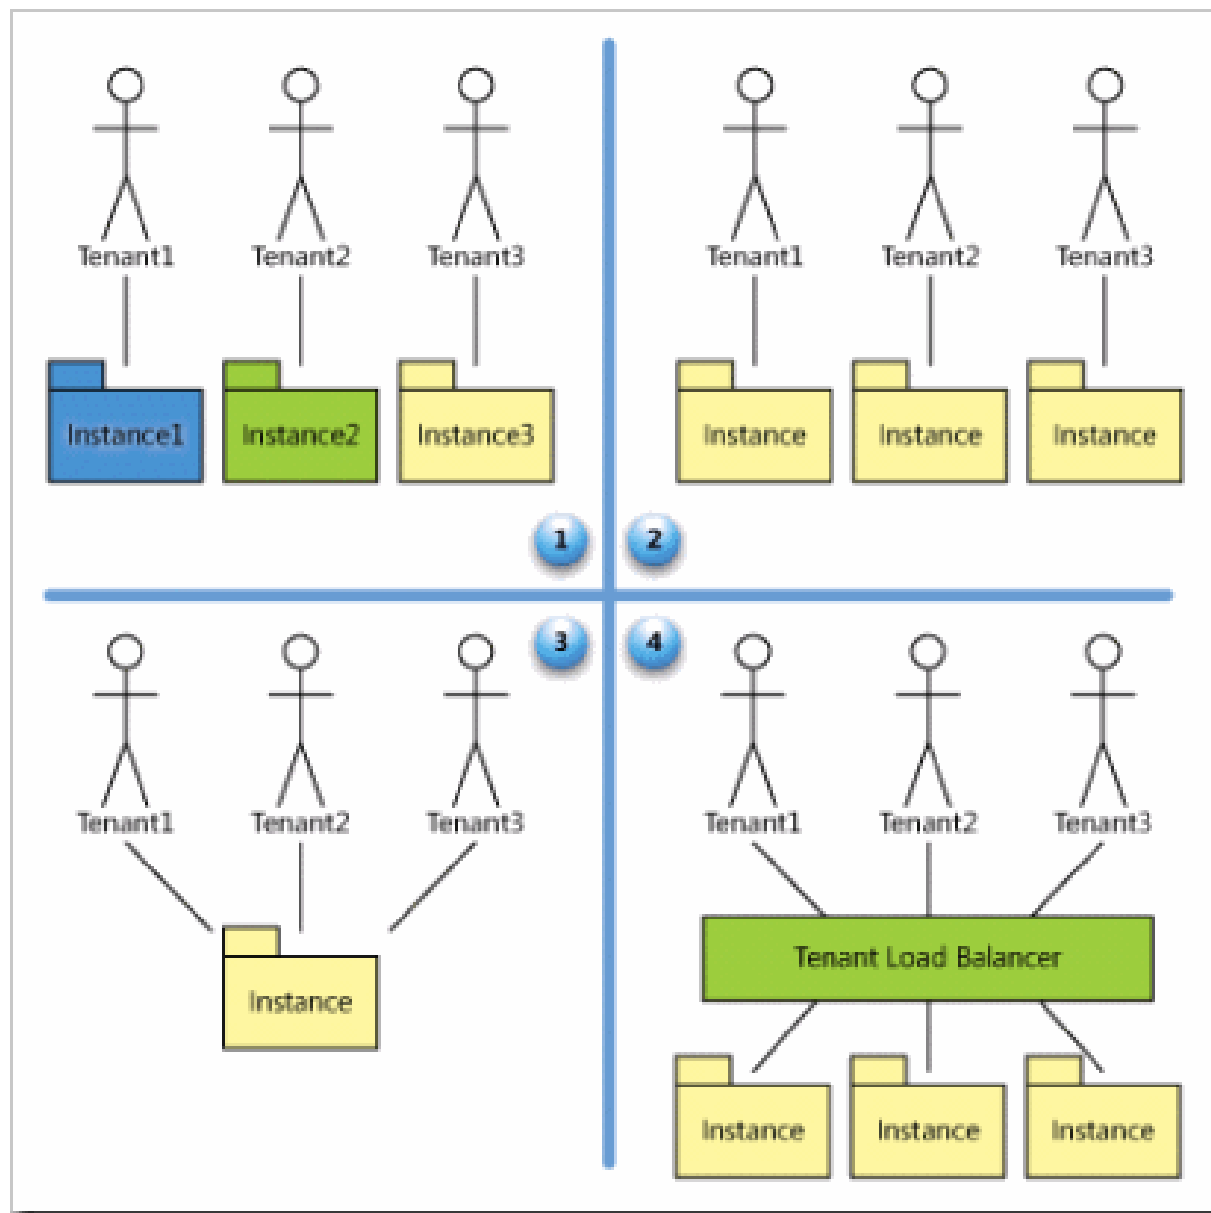 Tenant1 Tenant2 Tenant3
Instance1 Instance2 Instance3
1
Tenant1 Tenant2 Tenant3
Instance Instance Instance
2
3
Tenant1 Tenant2 Tenant3
Instance
4
Tenant1 Tenant2 Tenant3
Tenant Load Balancer
Instance Instance Instance